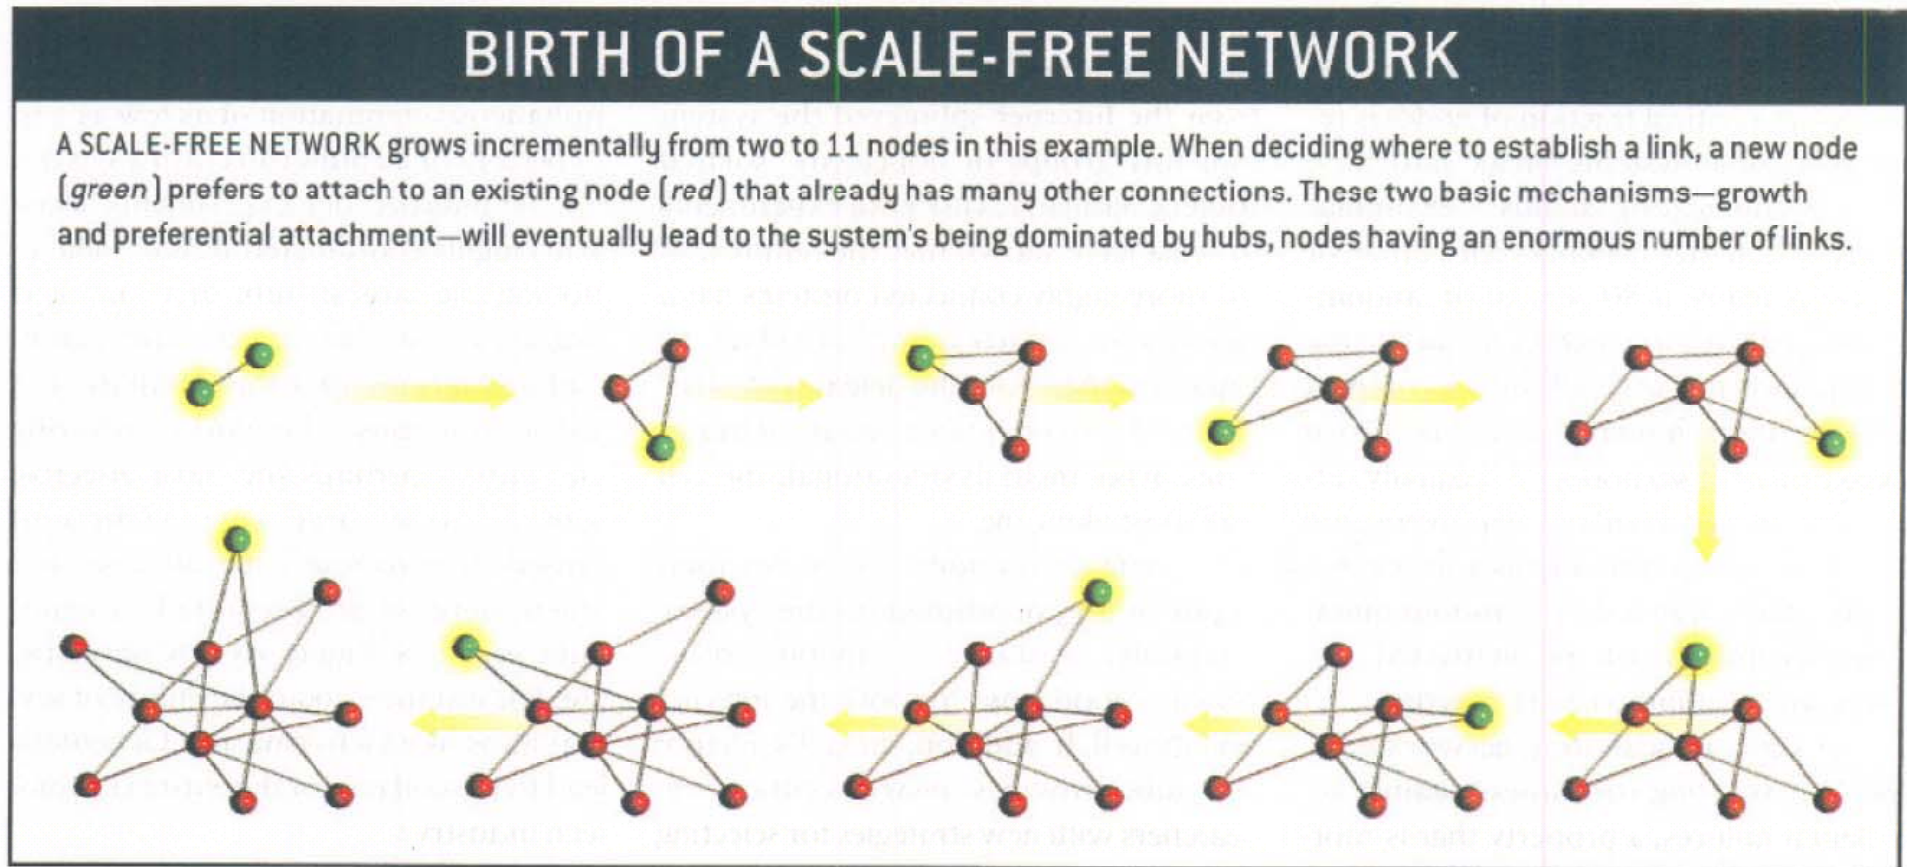 BIRTH OF A SCALE-FREE NETWORK
A SCALE-FREE NETWORK grows incrementally from two to 11 nodes in this example. When deciding where to establish a link, a new node
(green) prefers to attach to an existing node (red) that already has many other connections. These two basic mechanisms—growth
and preferential attachment—will eventually lead to the system's being dominated by hubs, nodes having an enormous number of links.